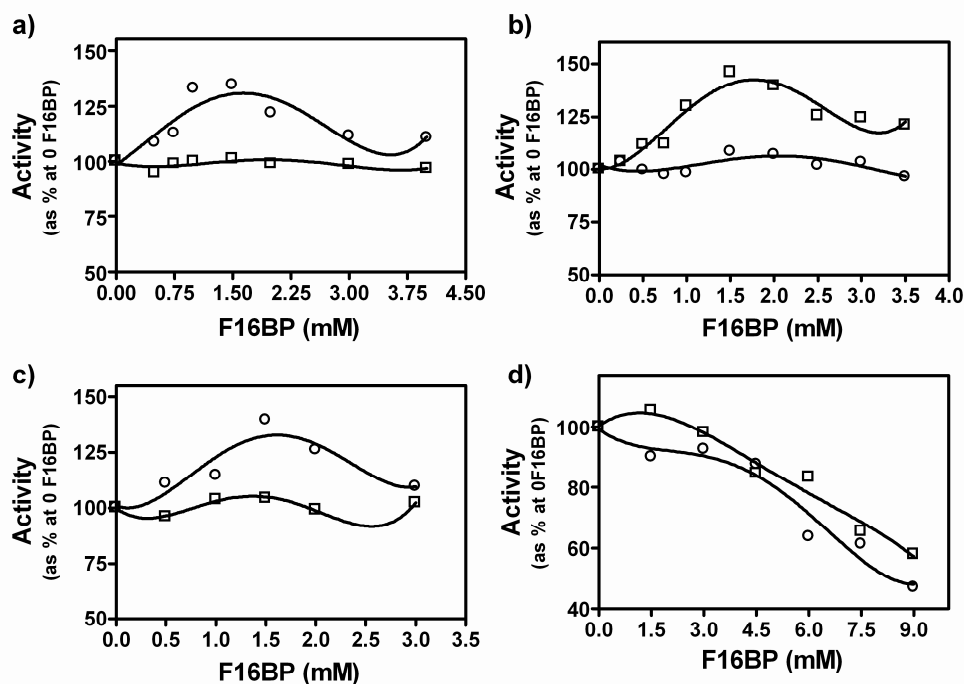 a)
Activity
(as % at 0 F16BP)
150
125
100
75
50
0.00 0.75 1.50 2.25 3.00 3.75 4.50
F16BP (mM)
b)
Activity
(as % at 0 F16BP)
150
125
100
75
50
0.0 0.5 1.0 1.5 2.0 2.5 3.0 3.5 4.0
F16BP (mM)
c)
Activity
(as % at 0 F16BP)
150
125
100
75
50
0.0 0.5 1.0 1.5 2.0 2.5 3.0 3.5
F16BP (mM)
d)
Activity
(as % at 0F16BP)
100
80
60
40
0.0 1.5 3.0 4.5 6.0 7.5 9.0
F16BP (mM)